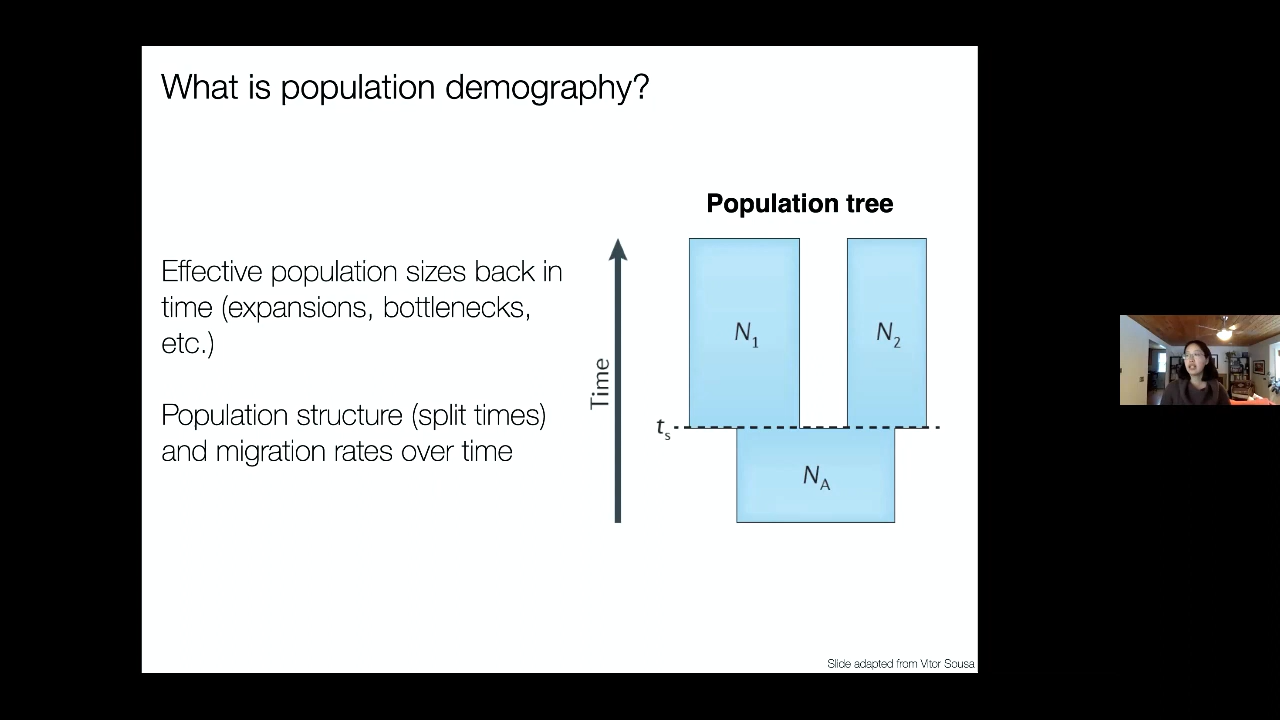 What is population demography?
Population tree
Effective population sizes back in
time (expansions, bottlenecks,
etc.)
Population structure (split times)
and migration rates over time
Time
N1
N2
ts
NA
Slide adapted from Vitor Sousa